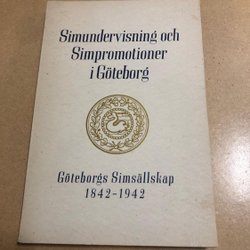 Simundervisning och
Simpromotioner
i Göteborg
Göteborgs Simsällskap
1842-1942